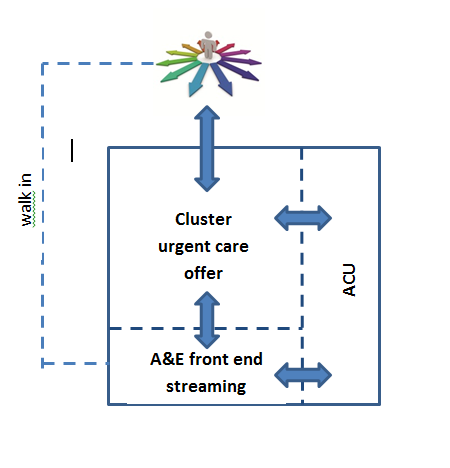 walk in
Cluster
urgent care
offer
ACU
A&E front end
streaming